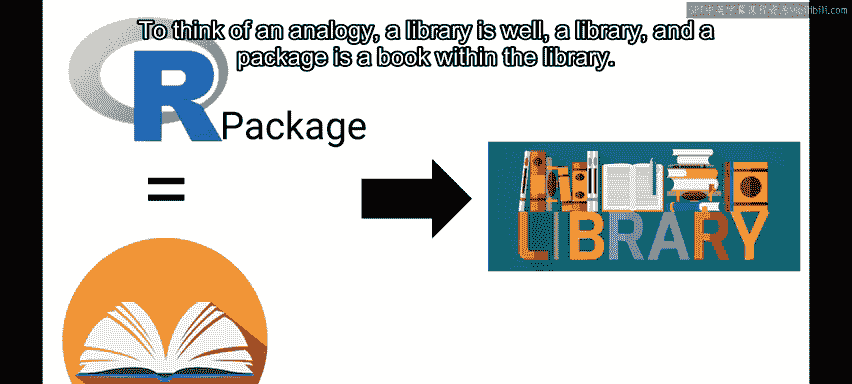 To think of an analogy, a library is well, a library, and a
package is a book within the library.
R Package
=
LIBRARY